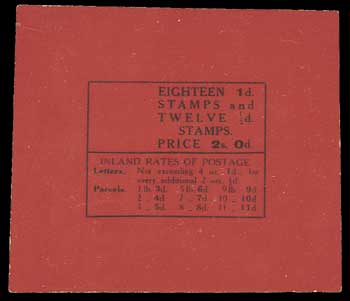 EIGHTEEN 1d.
STAMPS and
TWELVE ½d.
STAMPS.
PRICE 2s. 0d.
INLAND RATES OF POSTAGE
Letters. Not exceeding 4 oz. 1d., for
every additional 2 oz. ½d.
Parcels. 1 lb. 3d. 5 lb. 6d. 9 lb. 9d
2 „ 4d 7 „ 7d 10 „ 10d
3 „ 5d 8 „ 8d 11 „ 11d